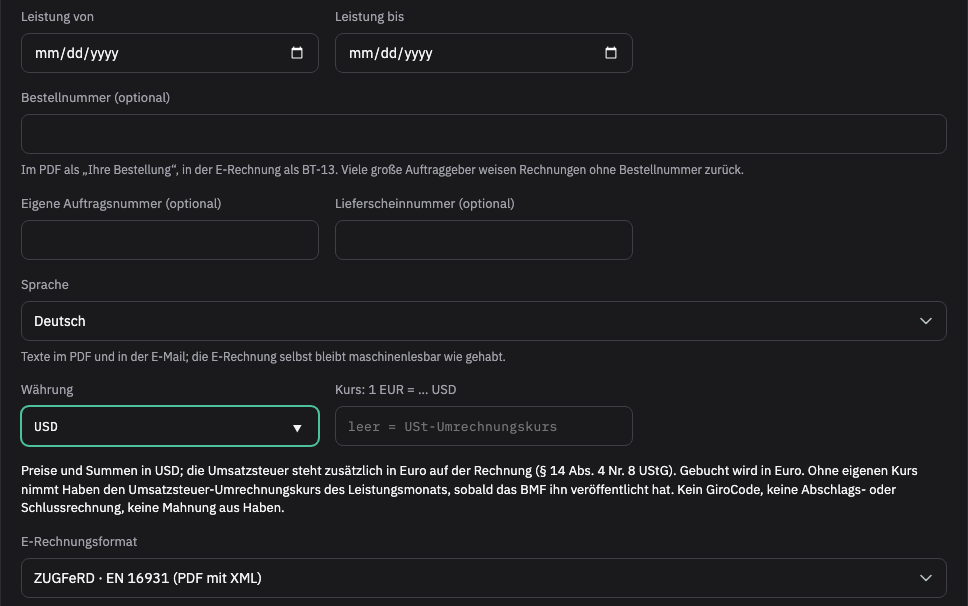 Leistung von
Leistung bis
mm/dd/yyyy
mm/dd/yyyy
Bestellnummer (optional)
Im PDF als „Ihre Bestellung“, in der E-Rechnung als BT-13. Viele große Auftraggeber weisen Rechnungen ohne Bestellnummer zurück.
Eigene Auftragsnummer (optional)
Lieferscheinnummer (optional)
Sprache
Deutsch
Texte im PDF und in der E-Mail; die E-Rechnung selbst bleibt maschinenlesbar wie gehabt.
Währung
Kurs: 1 EUR = … USD
USD
leer = USt-Umrechnungskurs
Preise und Summen in USD; die Umsatzsteuer steht zusätzlich in Euro auf der Rechnung (§ 14 Abs. 4 Nr. 8 UStG). Gebucht wird in Euro. Ohne eigenen Kurs
nimmt Haben den Umsatzsteuer-Umrechnungskurs des Leistungsmonats, sobald das BMF ihn veröffentlicht hat. Kein GiroCode, keine Abschlags- oder
Schlussrechnung, keine Mahnung aus Haben.
E-Rechnungsformat
ZUGFeRD · EN 16931 (PDF mit XML)